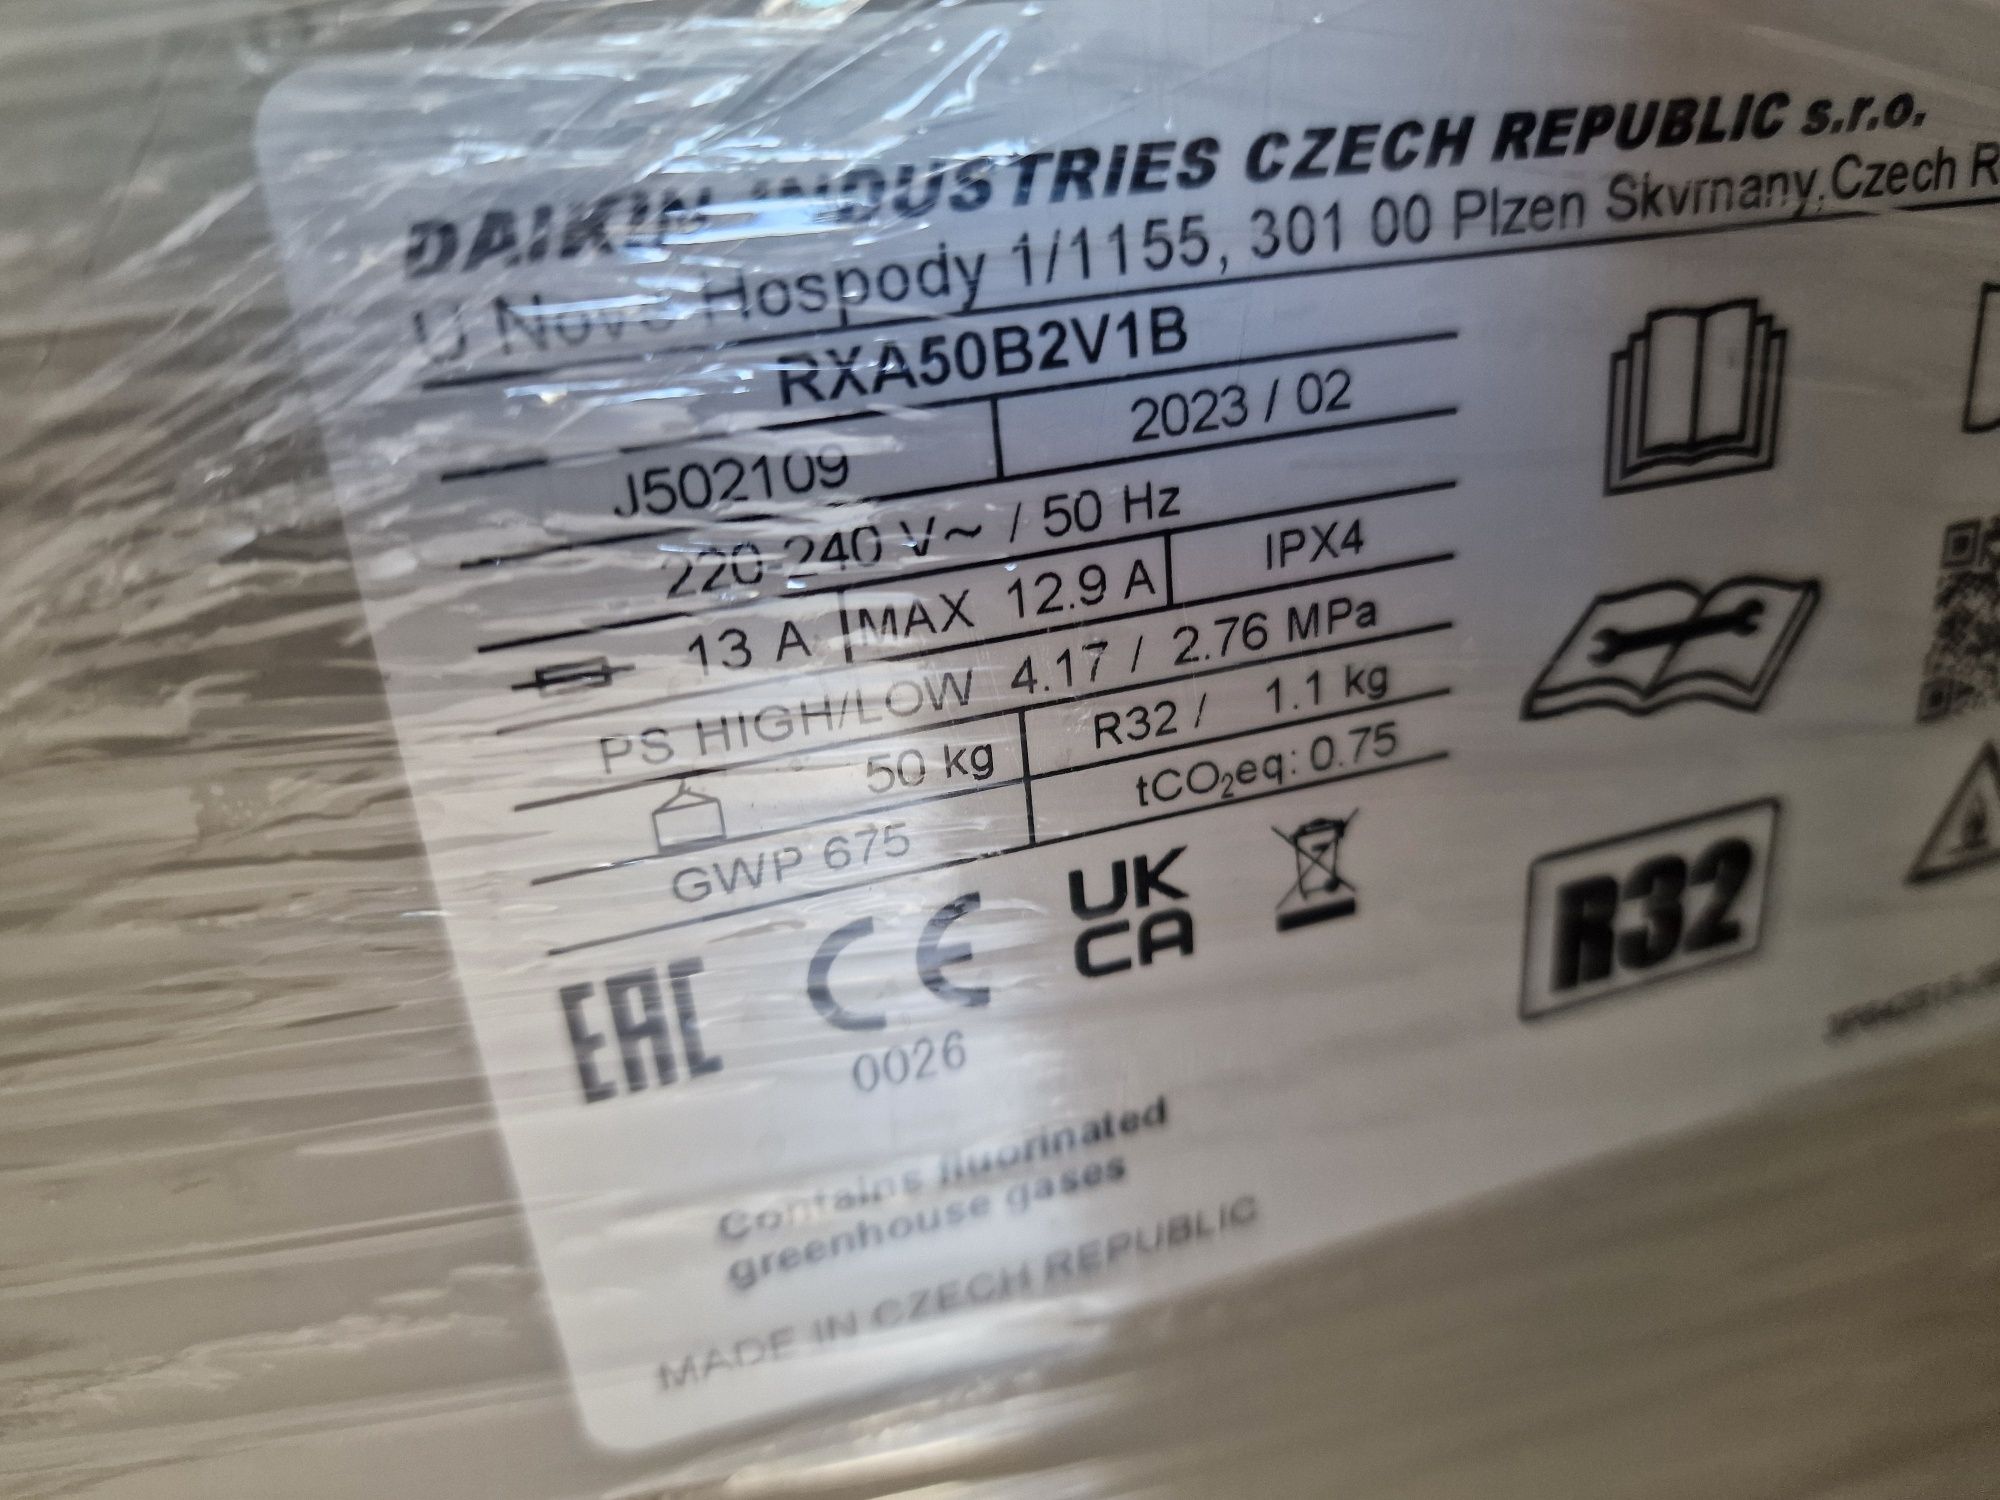 DAIKIN INDUSTRIES CZECH REPUBLIC s.r.o.
U Nové Hospody 1/1155, 301 00 Plzen Skvrnany, Czech R
RXA50B2V1B
J502109 2023 / 02
220-240 V~ / 50 Hz
13 A MAX 12.9 A IPX4
PS HIGH/LOW 4.17 / 2.76 MPa
50 kg R32 / 1.1 kg
GWP 675 tCO₂eq: 0.75
EAC CE UK CA
0026
R32
Contains fluorinated
greenhouse gases
MADE IN CZECH REPUBLIC